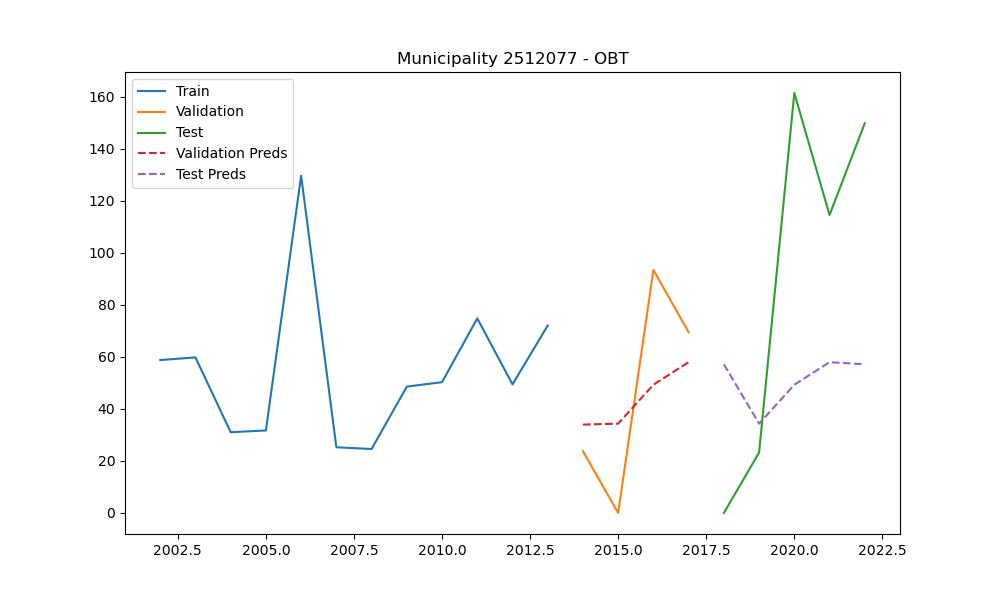 Municipality 2512077 - OBT
Train
Validation
Test
Validation Preds
Test Preds
160
140
120
100
80
60
40
20
0
2002.5 2005.0 2007.5 2010.0 2012.5 2015.0 2017.5 2020.0 2022.5